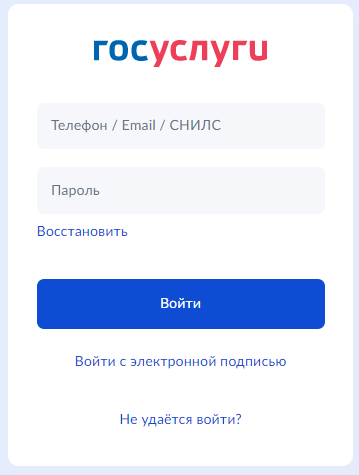 госуслуги
Телефон / Email / СНИЛС
Пароль
Восстановить
Войти
Войти с электронной подписью
Не удаётся войти?